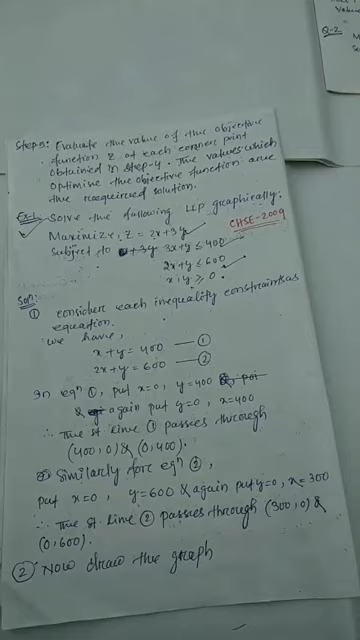 Step 5: Evaluate the value of the objective
function Z at each corner point
obtained in Step-4. The values which
optimise the objective function are
the required solution.
Ex-1 Solve the following LLP graphically:
Maximize; Z = 2x+3y
CHSE-2009
Subject to 3x+y ≤ 400
2x+y ≤ 600
x,y ≥ 0
Soln:
① consider each inequality constraints as
equation.
we have,
x+y = 400 — ①
2x+y = 600 — ②
In eqn ①, put x=0, y=400
& again put y=0, x=400
∴ The st. line ① passes through
(400,0) & (0,400).
Similarly for eqn ②,
put x=0, y=600 & again put y=0, x=300
∴ The st. line ② passes through (300,0) &
(0,600).
② Now draw the graph
Q-2